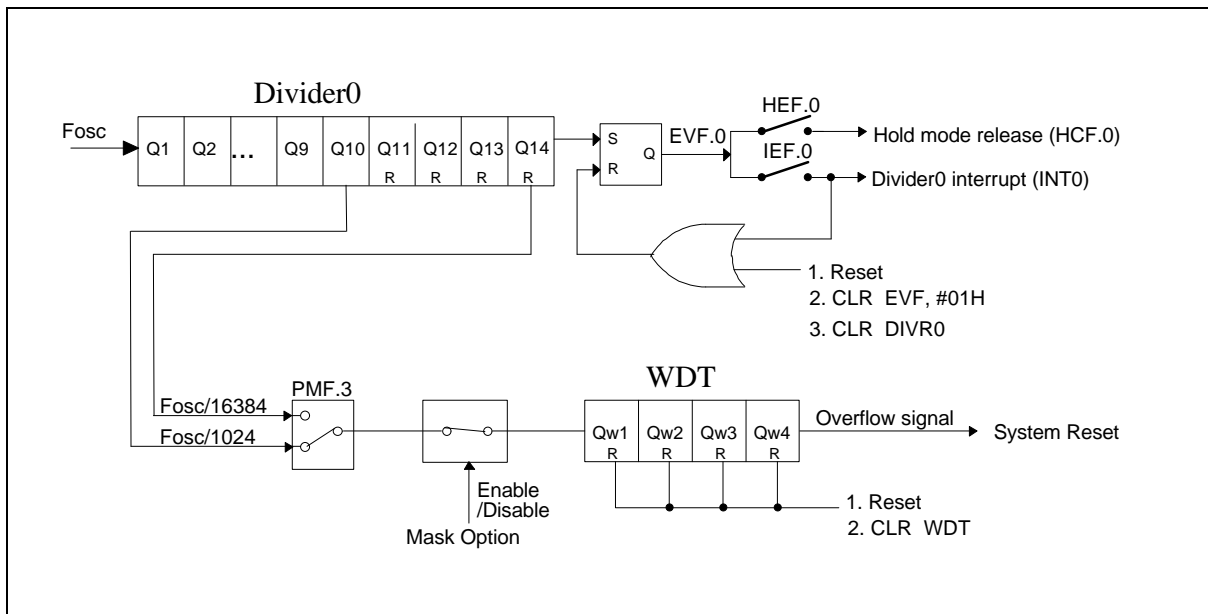 Divider0
Fosc
Q1 Q2 ... Q9 Q10 Q11 Q12 Q13 Q14
R R R R
S
R
Q
EVF.0
HEF.0
Hold mode release (HCF.0)
IEF.0
Divider0 interrupt (INT0)
1. Reset
2. CLR EVF, #01H
3. CLR DIVR0
PMF.3
Fosc/16384
Fosc/1024
Enable
/Disable
Mask Option
WDT
Qw1 Qw2 Qw3 Qw4
R R R R
Overflow signal
System Reset
1. Reset
2. CLR WDT